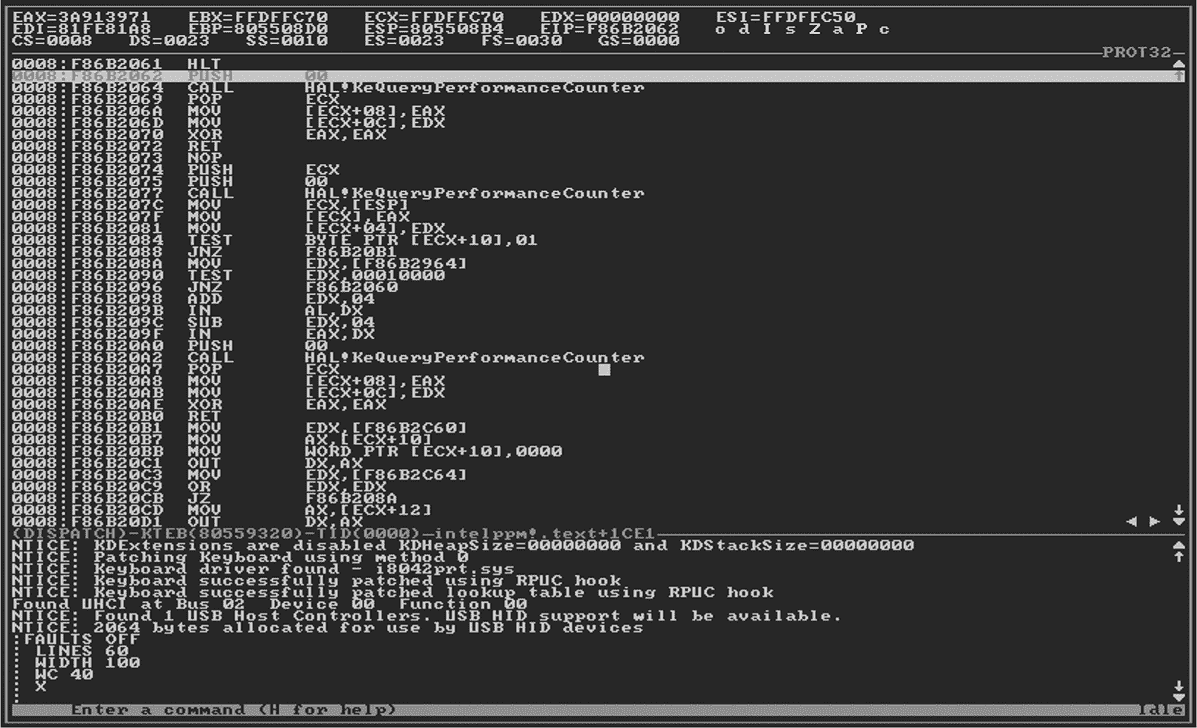 EAX=3A913971 EBX=FFDFFC70 ECX=FFDFFC70 EDX=00000000 ESI=FFDFFC50
EDI=81FE81A8 EBP=805508D0 ESP=805508B4 EIP=F86B2062 o d I s Z a P c
CS=0008 DS=0023 SS=0010 ES=0023 FS=0030 GS=0000
PROT32
0008:F86B2061 HLT
0008:F86B2062 PUSH 00
0008:F86B2064 CALL HAL!KeQueryPerformanceCounter
0008:F86B2069 POP ECX
0008:F86B206A MOV [ECX+08],EAX
0008:F86B206D MOV [ECX+0C],EDX
0008:F86B2070 XOR EAX,EAX
0008:F86B2072 RET
0008:F86B2073 NOP
0008:F86B2074 PUSH ECX
0008:F86B2075 PUSH 00
0008:F86B2077 CALL HAL!KeQueryPerformanceCounter
0008:F86B207C MOV ECX,[ESP]
0008:F86B207F MOV [ECX],EAX
0008:F86B2081 MOV [ECX+04],EDX
0008:F86B2084 TEST BYTE PTR [ECX+10],01
0008:F86B2088 JNZ F86B20B1
0008:F86B208A MOV EDX,[F86B2964]
0008:F86B2090 TEST EDX,00010000
0008:F86B2096 JNZ F86B2060
0008:F86B2098 ADD EDX,04
0008:F86B209B IN AL,DX
0008:F86B209C SUB EDX,04
0008:F86B209F IN EAX,DX
0008:F86B20A0 PUSH 00
0008:F86B20A2 CALL HAL!KeQueryPerformanceCounter
0008:F86B20A7 POP ECX
0008:F86B20A8 MOV [ECX+08],EAX
0008:F86B20AB MOV [ECX+0C],EDX
0008:F86B20AE XOR EAX,EAX
0008:F86B20B0 RET
0008:F86B20B1 MOV EDX,[F86B2C60]
0008:F86B20B7 MOV AX,[ECX+10]
0008:F86B20BB MOV WORD PTR [ECX+10],0000
0008:F86B20C1 OUT DX,AX
0008:F86B20C3 MOV EDX,[F86B2C64]
0008:F86B20C9 OR EDX,EDX
0008:F86B20CB JZ F86B208A
0008:F86B20CD MOV AX,[ECX+12]
0008:F86B20D1 OUT DX,AX
(DISPATCH)-KTEB(80559320)-TID(0000)-intelppm!.text+1CE1
NTICE: KDExtensions are disabled KDHeapSize=00000000 and KDStackSize=00000000
NTICE: Patching Keyboard using method 0
NTICE: Keyboard driver found - i8042prt.sys
NTICE: Keyboard successfully patched using RPUC hook
NTICE: Keyboard successfully patched lookup table using RPUC hook
Found UHCI at Bus 02 Device 00 Function 00
NTICE: Found 1 USB Host Controllers. USB HID support will be available.
NTICE: 2064 bytes allocated for use by USB HID devices
:FAULTS OFF
: LINES 60
: WIDTH 100
: WC 40
: X
:
Enter a command (H for help) Idle